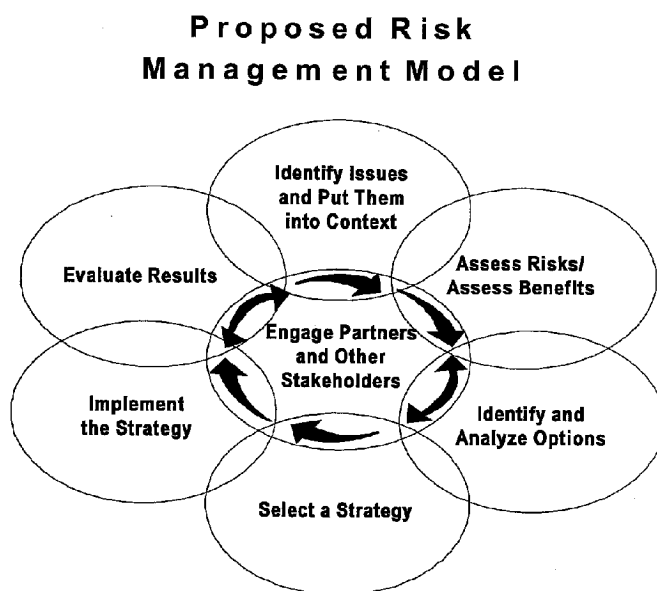 Proposed Risk
Management Model
Identify Issues
and Put Them
into Context
Assess Risks/
Assess Benefits
Identify and
Analyze Options
Select a Strategy
Implement
the Strategy
Evaluate Results
Engage Partners
and Other
Stakeholders